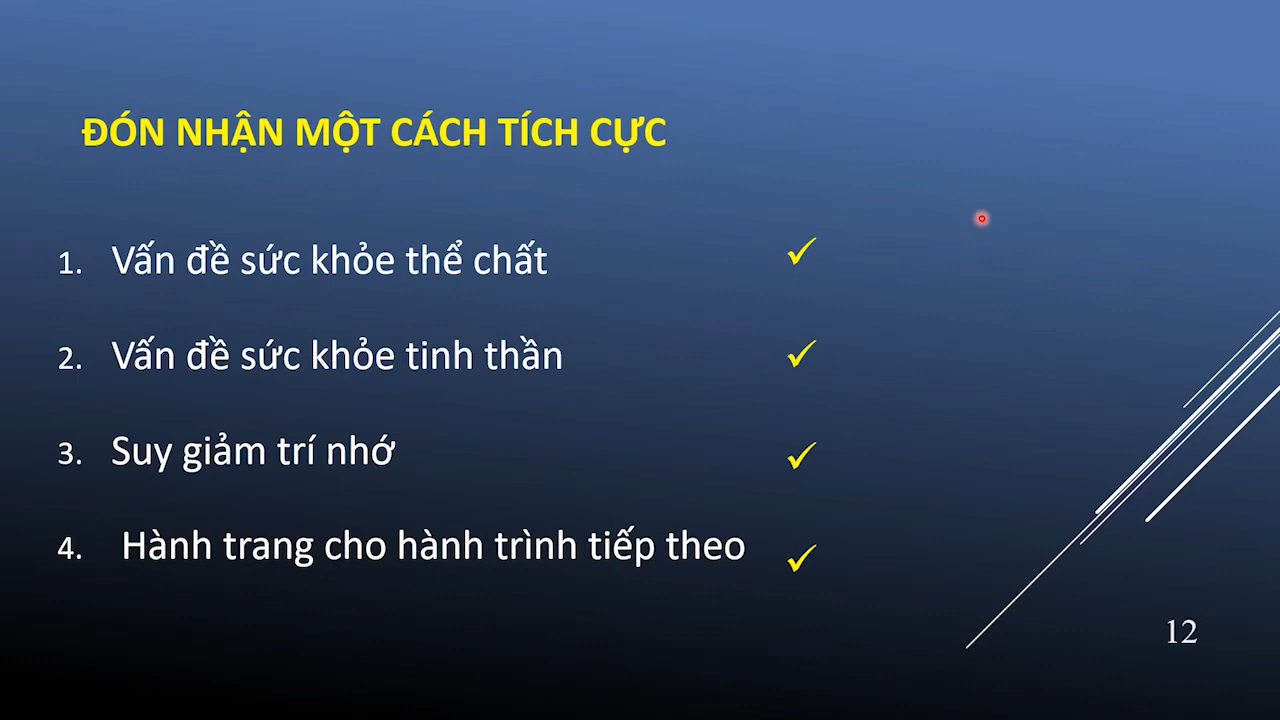 ĐÓN NHẬN MỘT CÁCH TÍCH CỰC
1. Vấn đề sức khỏe thể chất ✓
2. Vấn đề sức khỏe tinh thần ✓
3. Suy giảm trí nhớ ✓
4. Hành trang cho hành trình tiếp theo ✓
12